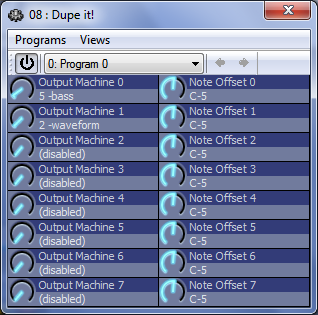 08 : Dupe it!
Programs Views
0: Program 0
Output Machine 0 Note Offset 0
5 -bass C-5
Output Machine 1 Note Offset 1
2 -waveform C-5
Output Machine 2 Note Offset 2
(disabled) C-5
Output Machine 3 Note Offset 3
(disabled) C-5
Output Machine 4 Note Offset 4
(disabled) C-5
Output Machine 5 Note Offset 5
(disabled) C-5
Output Machine 6 Note Offset 6
(disabled) C-5
Output Machine 7 Note Offset 7
(disabled) C-5